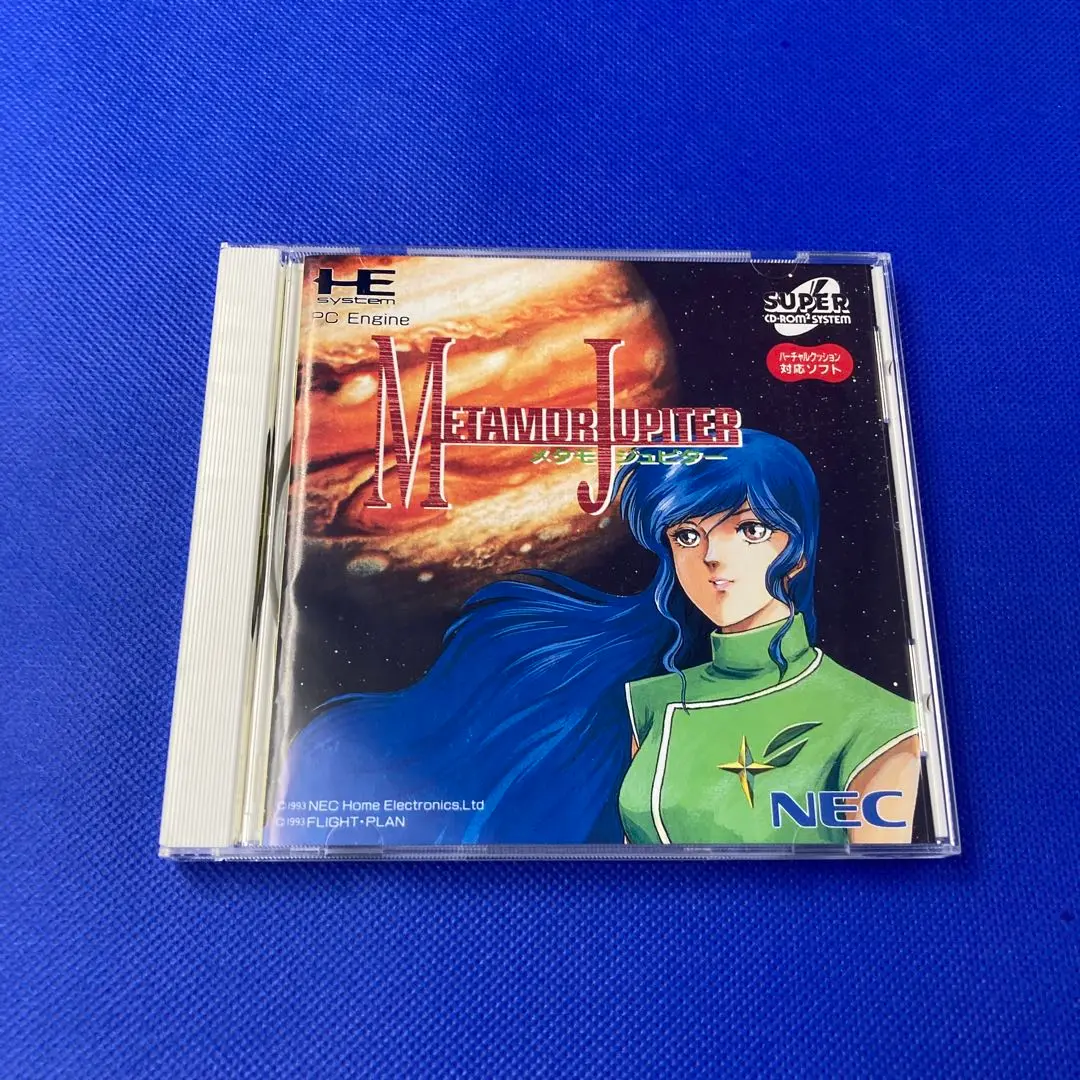 HE
system
PC Engine
SUPER
CD-ROM² SYSTEM
バーチャルクッション
対応ソフト
METAMOR JUPITER
メタモジュピター
NEC
©1993 NEC Home Electronics,Ltd
©1993 FLIGHT・PLAN